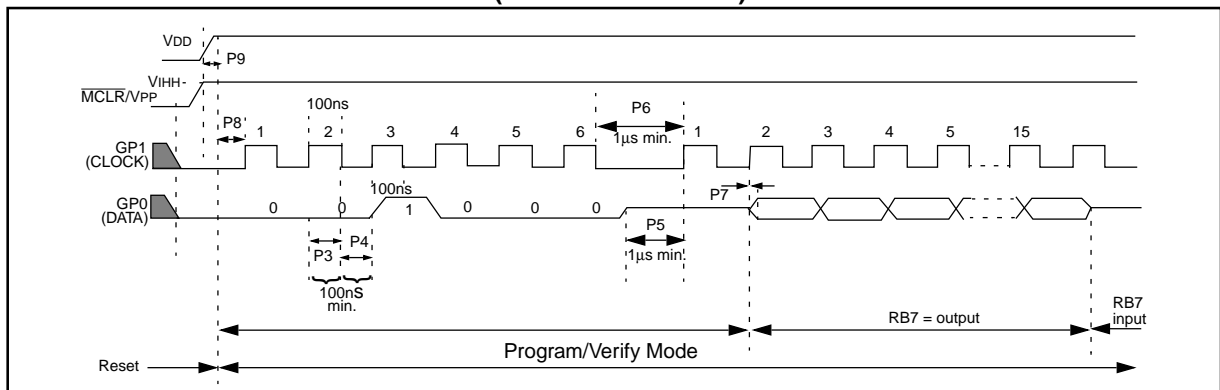 VDD
P9
VIHH
MCLR/VPP
P8
100ns
P6
1µs min.
1 2 3 4 5 6 1 2 3 4 5 15
GP1
(CLOCK)
P7
100ns
GP0
(DATA)
0 0 1 0 0 0
P3
P4
P5
1µs min.
100ns
min.
RB7 = output
RB7
input
Program/Verify Mode
Reset